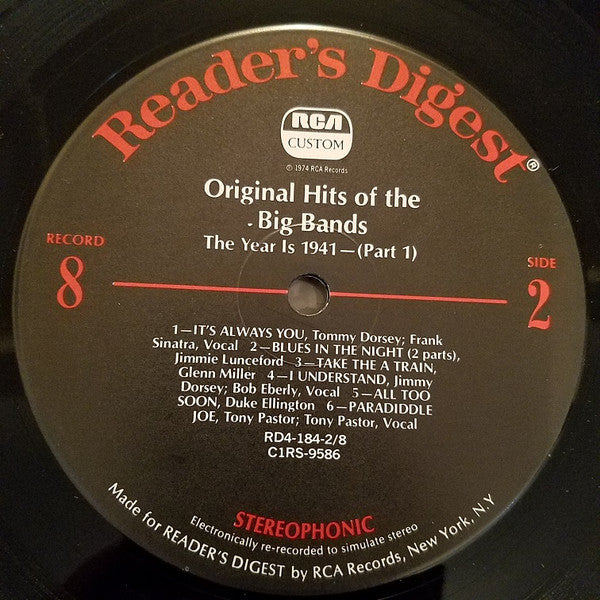 Reader's Digest®
RCA
CUSTOM
℗ 1974 RCA Records
Original Hits of the
Big Bands
The Year Is 1941—(Part 1)
RECORD
8
SIDE
2
1—IT'S ALWAYS YOU, Tommy Dorsey; Frank
Sinatra, Vocal 2—BLUES IN THE NIGHT (2 parts),
Jimmie Lunceford 3—TAKE THE A TRAIN,
Glenn Miller 4—I UNDERSTAND, Jimmy
Dorsey; Bob Eberly, Vocal 5—ALL TOO
SOON, Duke Ellington 6—PARADIDDLE
JOE, Tony Pastor; Tony Pastor, Vocal
RD4-184-2/8
C1RS-9586
STEREOPHONIC
Electronically re-recorded to simulate stereo
Made for READER'S DIGEST by RCA Records, New York, N.Y